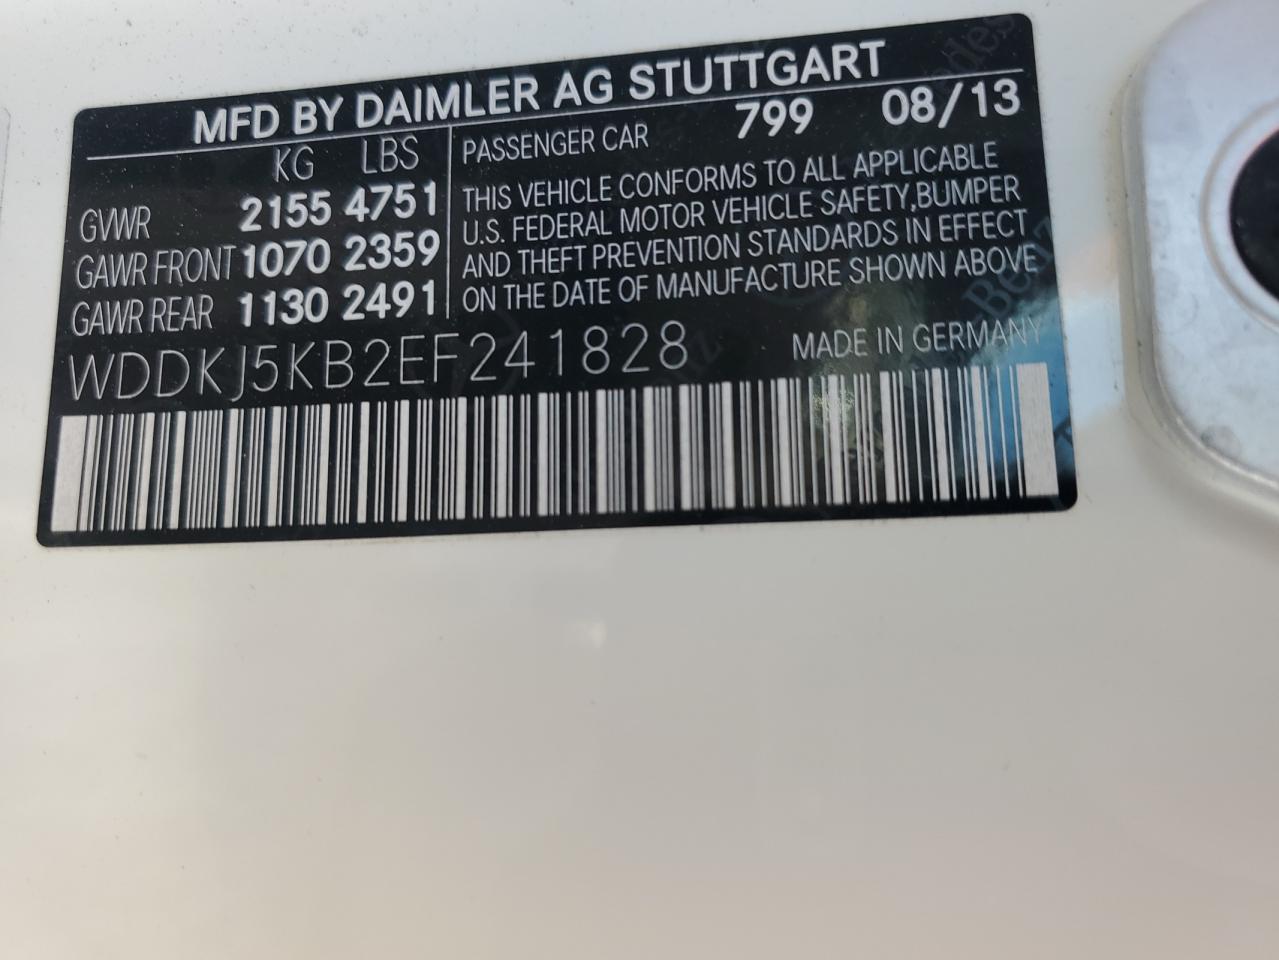 MFD BY DAIMLER AG STUTTGART
KG LBS
GVWR 2155 4751
GAWR FRONT 1070 2359
GAWR REAR 1130 2491
PASSENGER CAR 799 08/13
THIS VEHICLE CONFORMS TO ALL APPLICABLE
U.S. FEDERAL MOTOR VEHICLE SAFETY,BUMPER
AND THEFT PREVENTION STANDARDS IN EFFECT
ON THE DATE OF MANUFACTURE SHOWN ABOVE
WDDKJ5KB2EF241828 MADE IN GERMANY